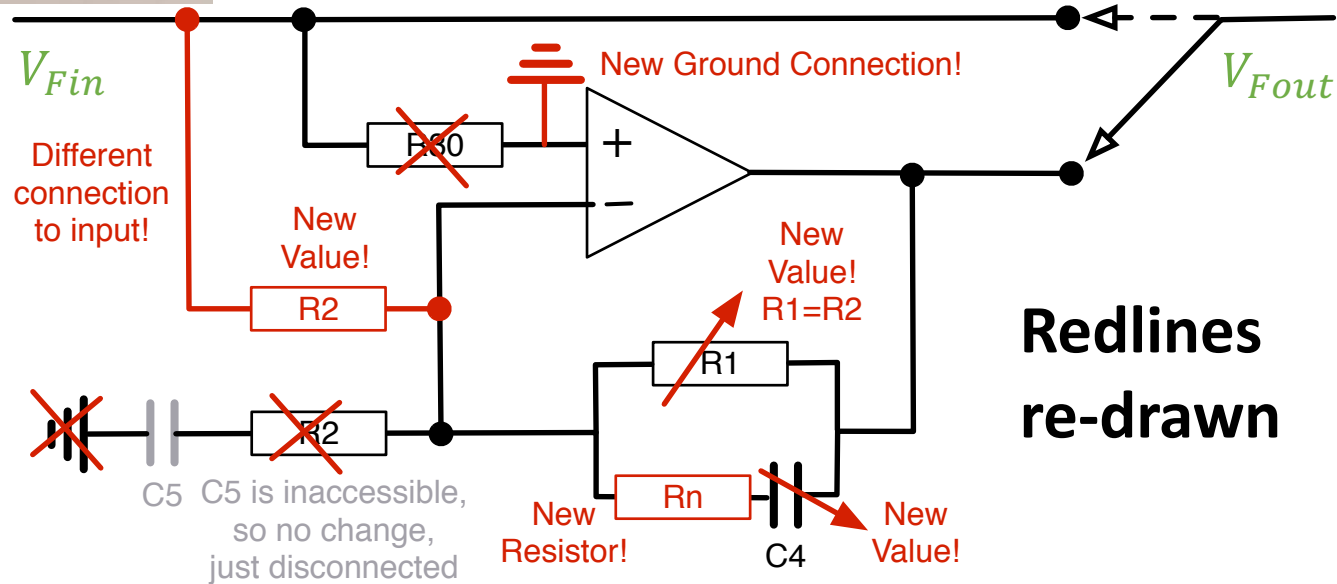 V_Fin
New Ground Connection!
V_Fout
R30
+
−
Different
connection
to input!
New
Value!
R2
New
Value!
R1=R2
R1
Redlines
re-drawn
R2
C5
C5 is inaccessible,
so no change,
just disconnected
Rn
New
Resistor!
C4
New
Value!